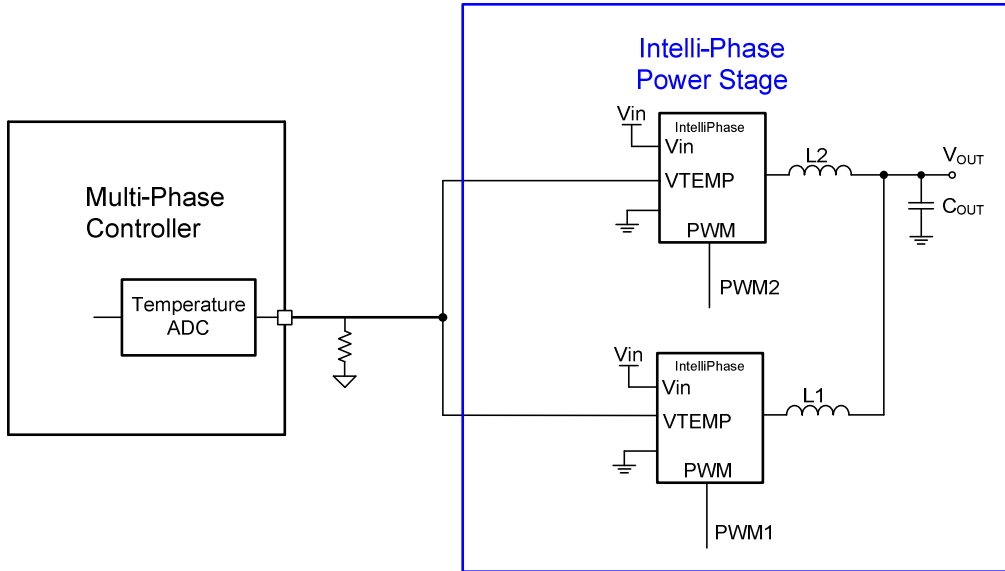 Intelli-Phase
Power Stage
Multi-Phase
Controller
Temperature
ADC
Vin
IntelliPhase
Vin
VTEMP
PWM
PWM2
L2
VOUT
COUT
Vin
IntelliPhase
Vin
VTEMP
PWM
PWM1
L1